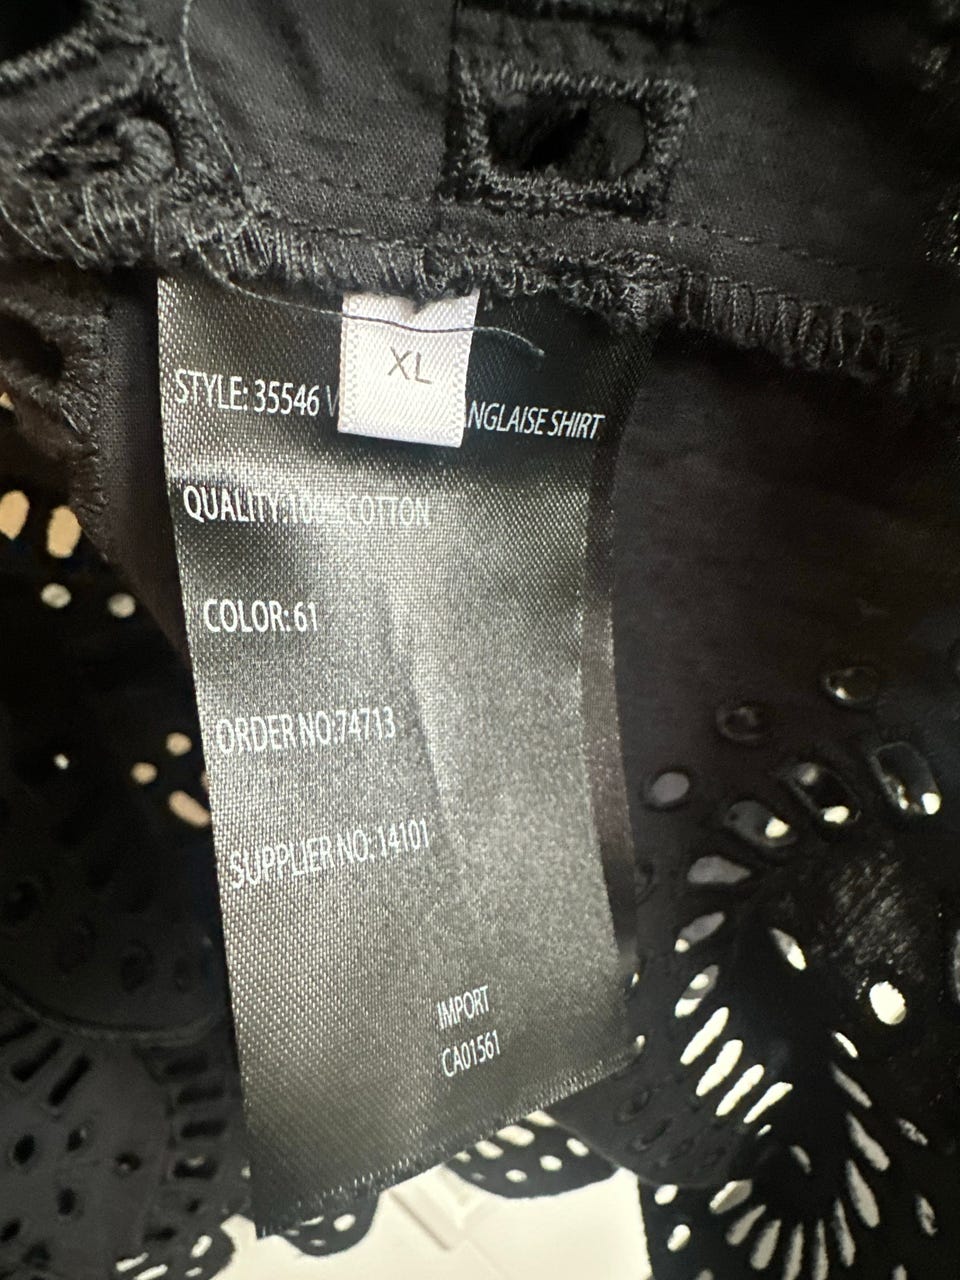 XL
STYLE: 35546 V ANGLAISE SHIRT
QUALITY:100% COTTON
COLOR: 61
ORDER NO:74713
SUPPLIER NO: 14101
IMPORT
CA01561